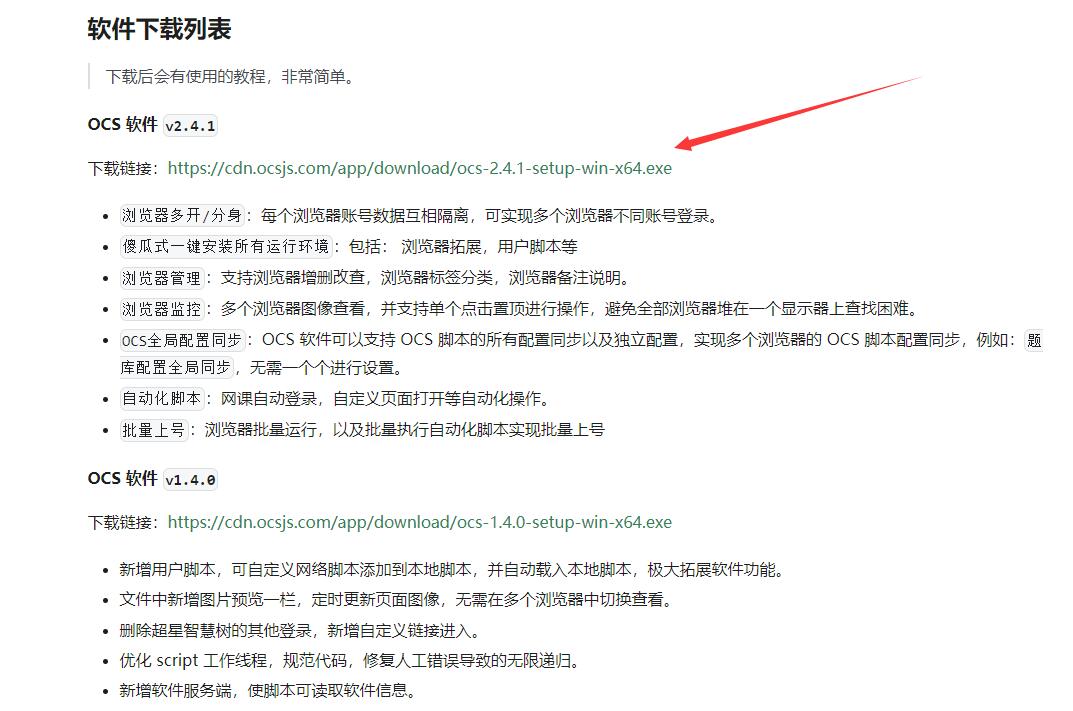 软件下载列表
下载后会有使用的教程，非常简单。
OCS 软件 v2.4.1
下载链接：https://cdn.ocsjs.com/app/download/ocs-2.4.1-setup-win-x64.exe
• 浏览器多开/分身：每个浏览器账号数据互相隔离，可实现多个浏览器不同账号登录。
• 傻瓜式一键安装所有运行环境：包括： 浏览器拓展，用户脚本等
• 浏览器管理：支持浏览器增删改查，浏览器标签分类，浏览器备注说明。
• 浏览器监控：多个浏览器图像查看，并支持单个点击置顶进行操作，避免全部浏览器堆在一个显示器上查找困难。
• OCS全局配置同步：OCS 软件可以支持 OCS 脚本的所有配置同步以及独立配置，实现多个浏览器的 OCS 脚本配置同步，例如：题
库配置全局同步，无需一个个进行设置。
• 自动化脚本：网课自动登录，自定义页面打开等自动化操作。
• 批量上号：浏览器批量运行，以及批量执行自动化脚本实现批量上号
OCS 软件 v1.4.0
下载链接：https://cdn.ocsjs.com/app/download/ocs-1.4.0-setup-win-x64.exe
• 新增用户脚本，可自定义网络脚本添加到本地脚本，并自动载入本地脚本，极大拓展软件功能。
• 文件中新增图片预览一栏，定时更新页面图像，无需在多个浏览器中切换查看。
• 删除超星智慧树的其他登录，新增自定义链接进入。
• 优化 script 工作线程，规范代码，修复人工错误导致的无限递归。
• 新增软件服务端，使脚本可读取软件信息。